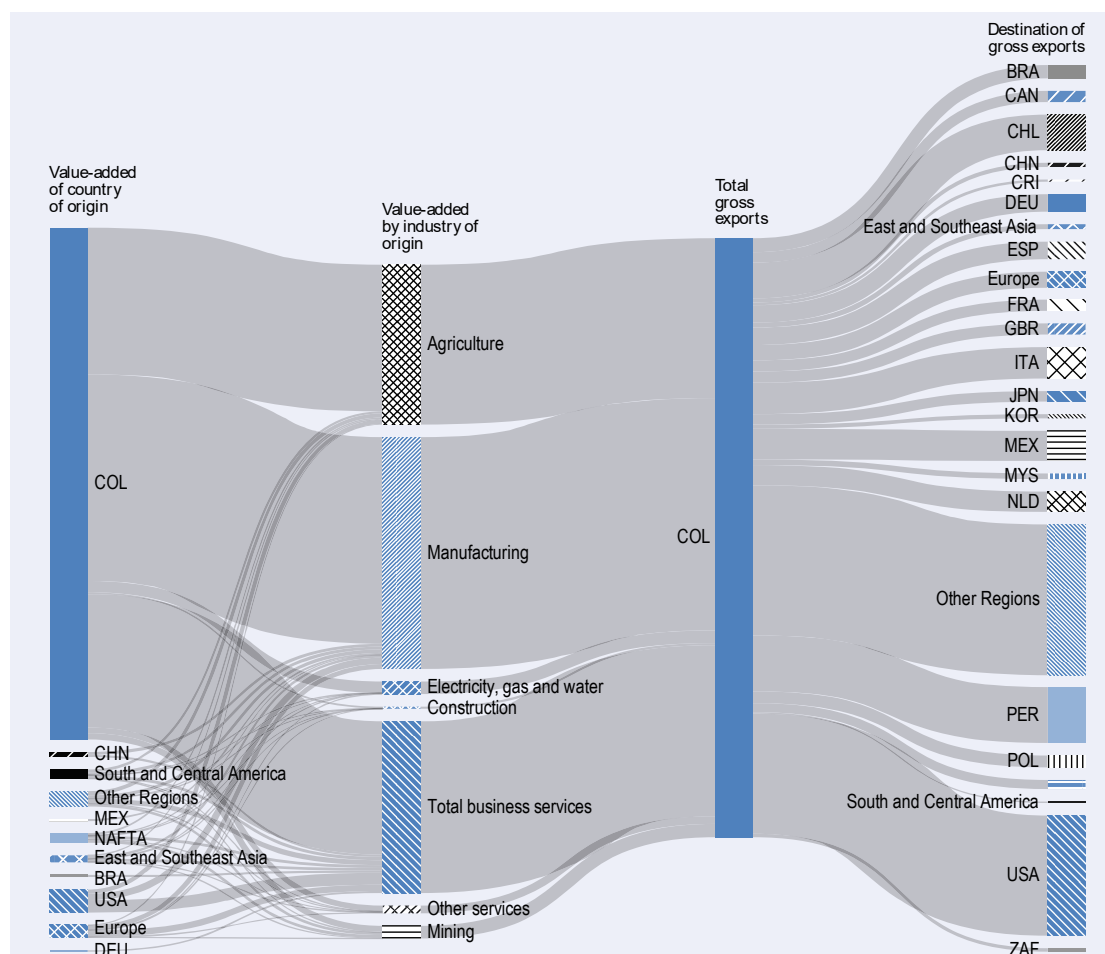 Destination of
gross exports
BRA
CAN
CHL
CHN
CRI
DEU
East and Southeast Asia
ESP
Europe
FRA
GBR
ITA
JPN
KOR
MEX
MYS
NLD
Other Regions
PER
POL
South and Central America
USA
ZAF
Value-added
of country
of origin
COL
CHN
South and Central America
Other Regions
MEX
NAFTA
East and Southeast Asia
BRA
USA
Europe
DEU
Value-added
by industry of
origin
Agriculture
Manufacturing
Electricity, gas and water
Construction
Total business services
Other services
Mining
Total
gross
exports
COL